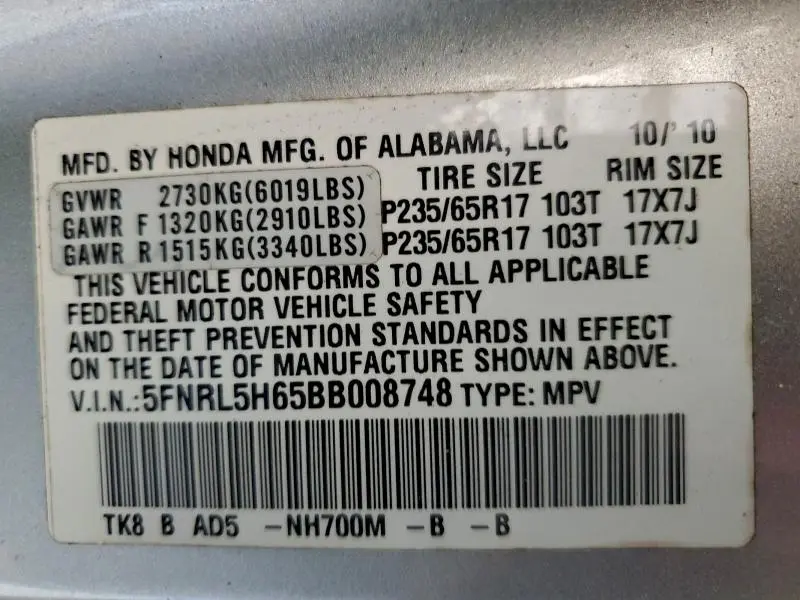 MFD. BY HONDA MFG. OF ALABAMA, LLC 10/'10
TIRE SIZE RIM SIZE
GVWR 2730KG(6019LBS)
GAWR F 1320KG(2910LBS) P235/65R17 103T 17X7J
GAWR R 1515KG(3340LBS) P235/65R17 103T 17X7J
THIS VEHICLE CONFORMS TO ALL APPLICABLE
FEDERAL MOTOR VEHICLE SAFETY
AND THEFT PREVENTION STANDARDS IN EFFECT
ON THE DATE OF MANUFACTURE SHOWN ABOVE.
V.I.N.:5FNRL5H65BB008748 TYPE: MPV
TK8 B AD5 -NH700M -B -B